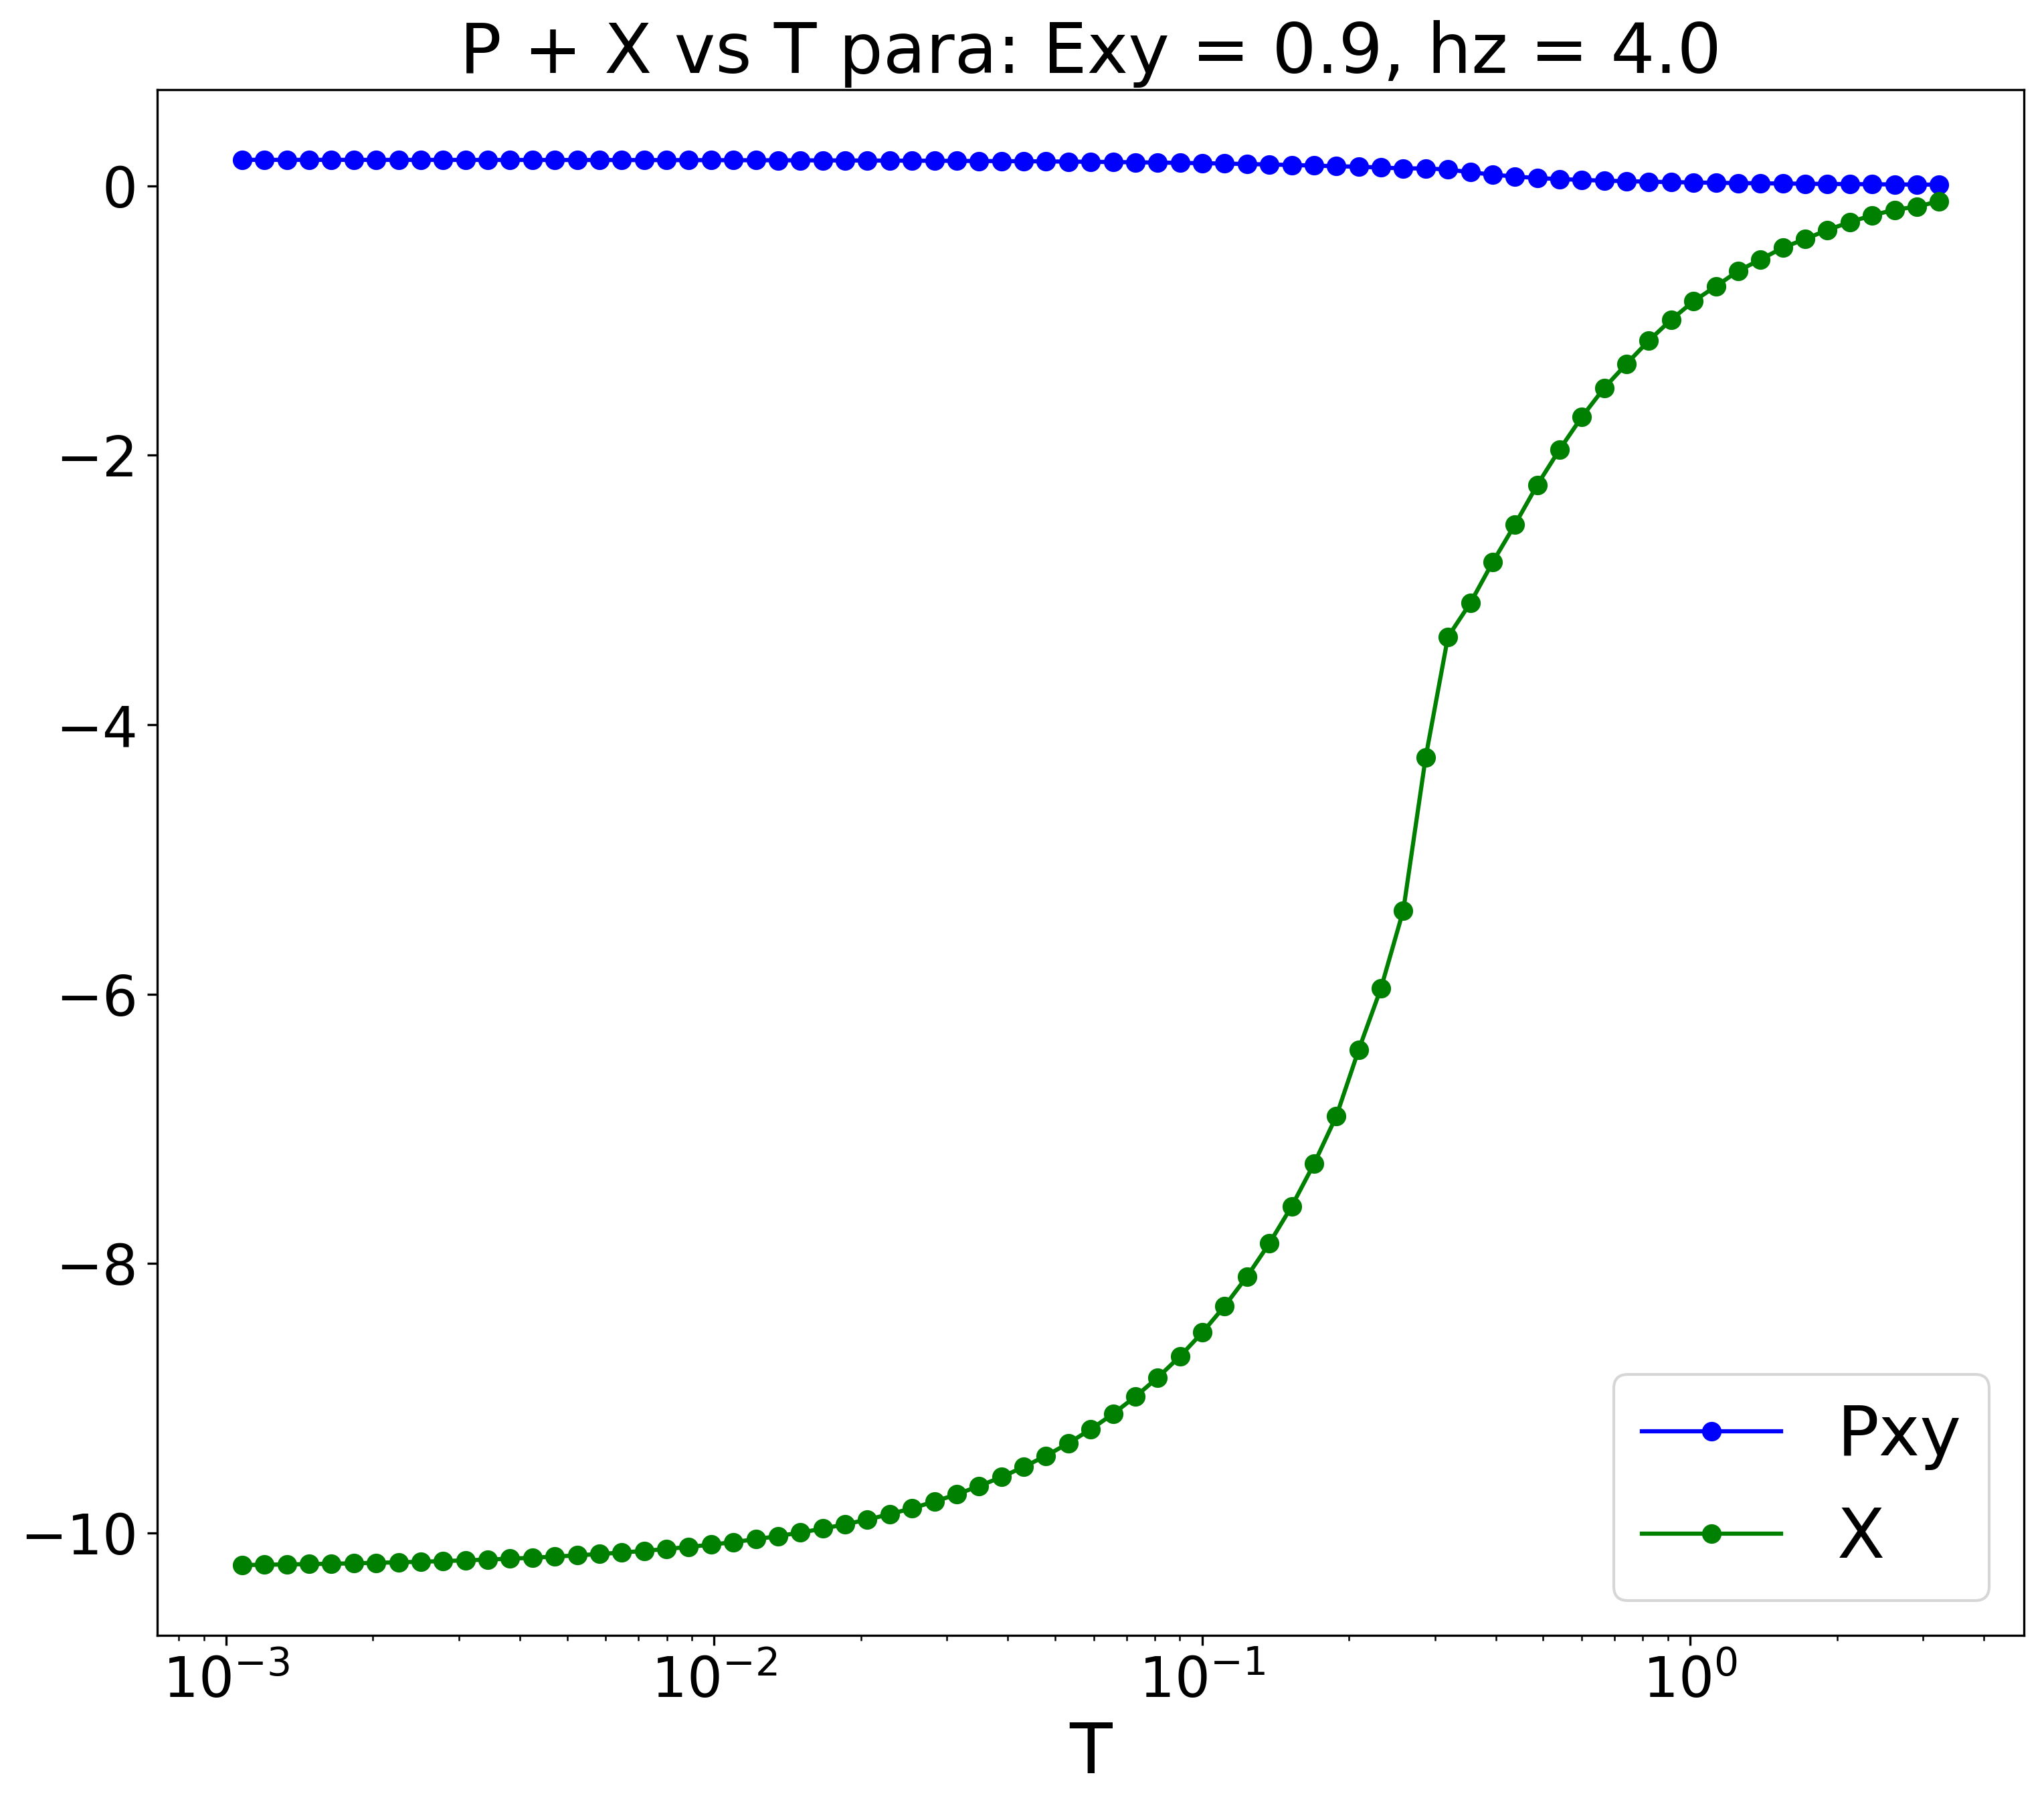 P + X vs T para: Exy = 0.9, hz = 4.0
0
−2
−4
−6
−8
−10
Pxy
X
10⁻³ 10⁻² 10⁻¹ 10⁰
T